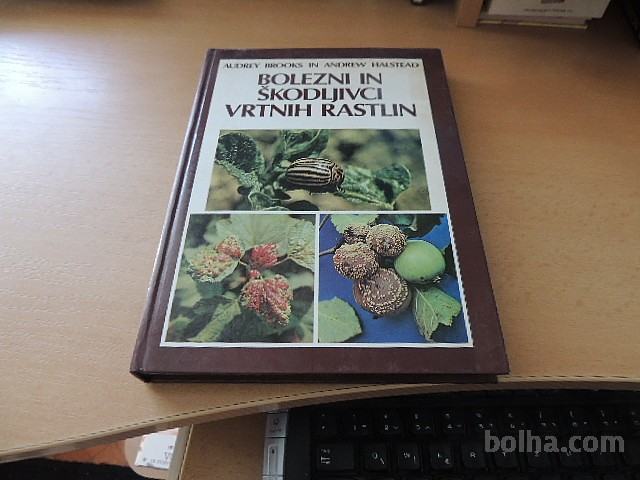 AUDREY BROOKS IN ANDREW HALSTEAD
BOLEZNI IN
ŠKODLJIVCI
VRTNIH RASTLIN
bolha.com